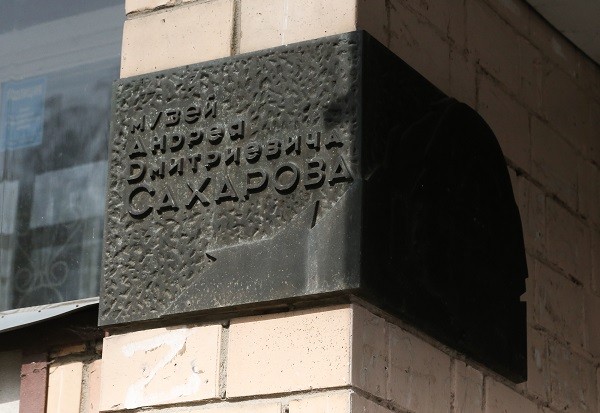 Музей
Андрея
Дмитриевича
Сахарова